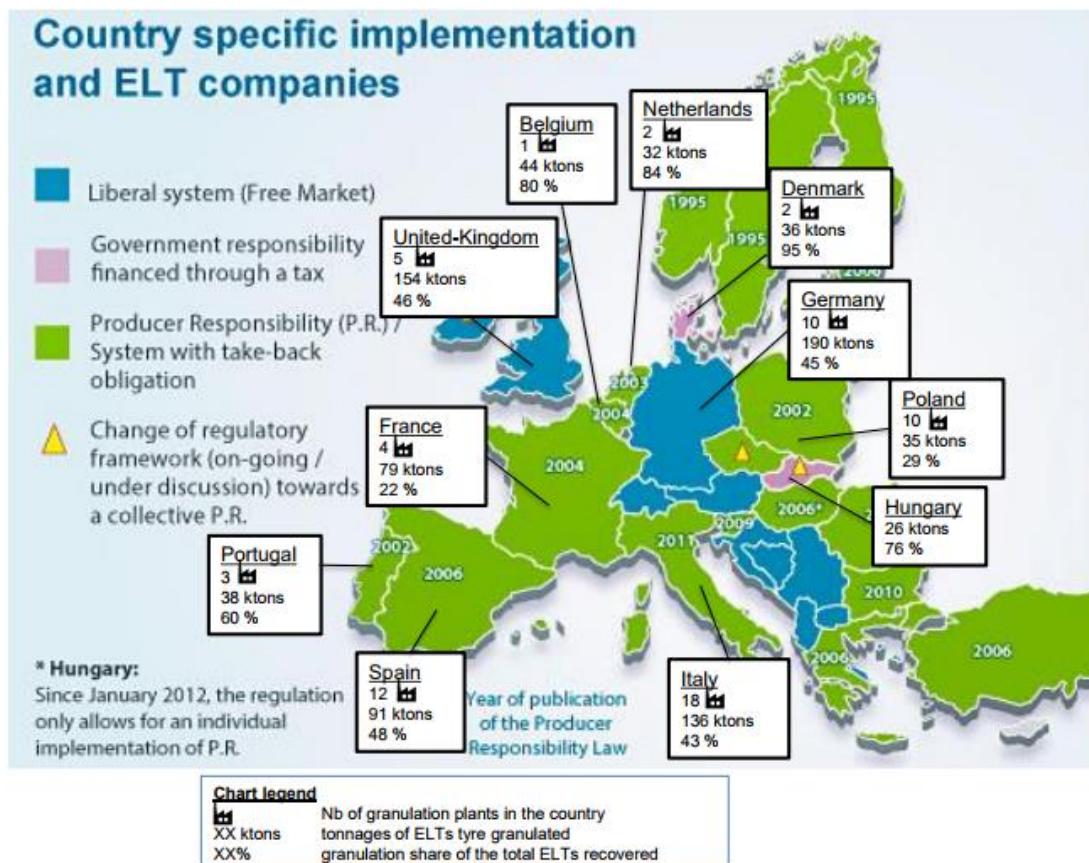 Country specific implementation
and ELT companies
Liberal system (Free Market)
Government responsibility
financed through a tax
Producer Responsibility (P.R.) /
System with take-back
obligation
Change of regulatory
framework (on-going /
under discussion) towards
a collective P.R.
Belgium
1
44 ktons
80 %
Netherlands
2
32 ktons
84 %
Denmark
2
36 ktons
95 %
United-Kingdom
5
154 ktons
46 %
Germany
10
190 ktons
45 %
Poland
10
35 ktons
29 %
France
4
79 ktons
22 %
Hungary
26 ktons
76 %
Portugal
3
38 ktons
60 %
Spain
12
91 ktons
48 %
Italy
18
136 ktons
43 %
1995
1995
1995
2003
2004
2002
2004
2006*
2009
2011
2002
2006
2010
2006
2006
* Hungary:
Since January 2012, the regulation
only allows for an individual
implementation of P.R.
Year of publication
of the Producer
Responsibility Law
Chart legend
Nb of granulation plants in the country
XX ktons tonnages of ELTs tyre granulated
XX% granulation share of the total ELTs recovered